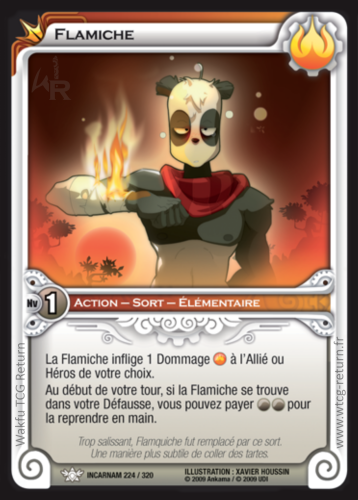 FLAMICHE
WR
Nv 1
ACTION – SORT – ÉLÉMENTAIRE
La Flamiche inflige 1 Dommage à l'Allié ou
Héros de votre choix.
Au début de votre tour, si la Flamiche se trouve
dans votre Défausse, vous pouvez payer pour
la reprendre en main.
Trop salissant, Flamquiche fut remplacé par ce sort.
Une manière plus subtile de coller des tartes.
INCARNAM 224 / 320
ILLUSTRATION : XAVIER HOUSSIN
© 2009 Ankama / © 2009 UDI
Wakfu TCG Return
www.wtcg-return.fr